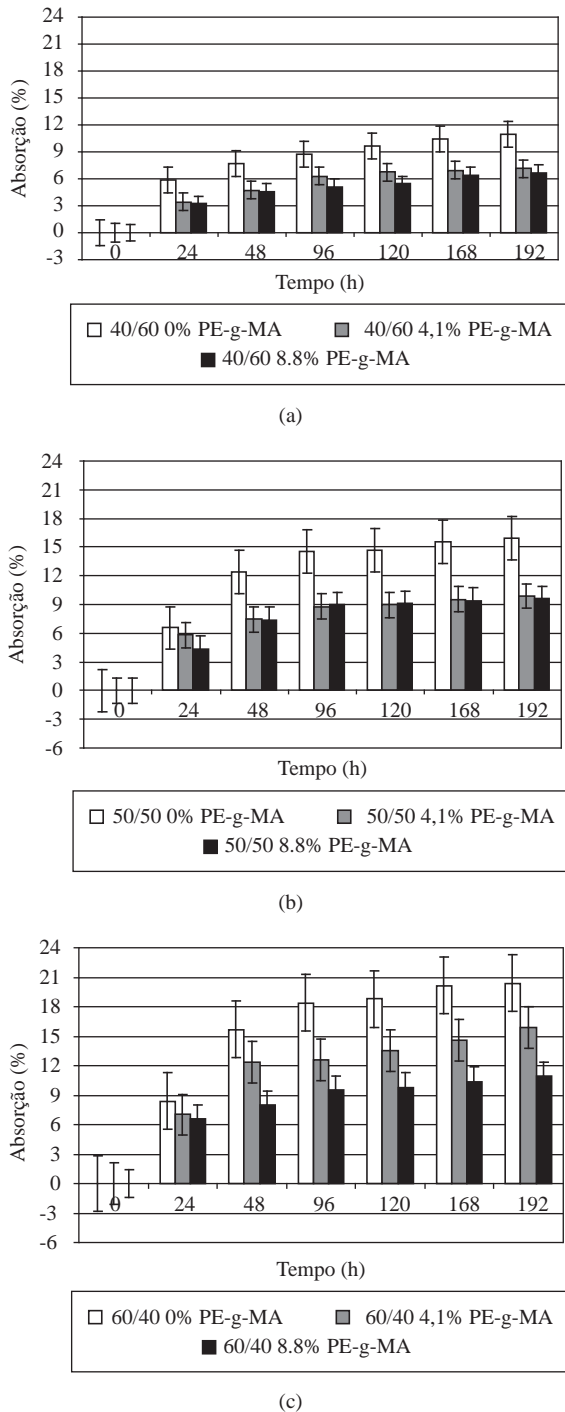 24
21
18
15
12
9
6
3
0
-3
Absorção (%)
0 24 48 96 120 168 192
Tempo (h)
40/60 0% PE-g-MA 40/60 4,1% PE-g-MA
40/60 8.8% PE-g-MA
(a)
24
21
18
15
12
9
6
3
0
-3
-6
Absorção (%)
0 24 48 96 120 168 192
Tempo (h)
50/50 0% PE-g-MA 50/50 4,1% PE-g-MA
50/50 8.8% PE-g-MA
(b)
24
21
18
15
12
9
6
3
0
-3
-6
Absorção (%)
0 24 48 96 120 168 192
Tempo (h)
60/40 0% PE-g-MA 60/40 4,1% PE-g-MA
60/40 8.8% PE-g-MA
(c)